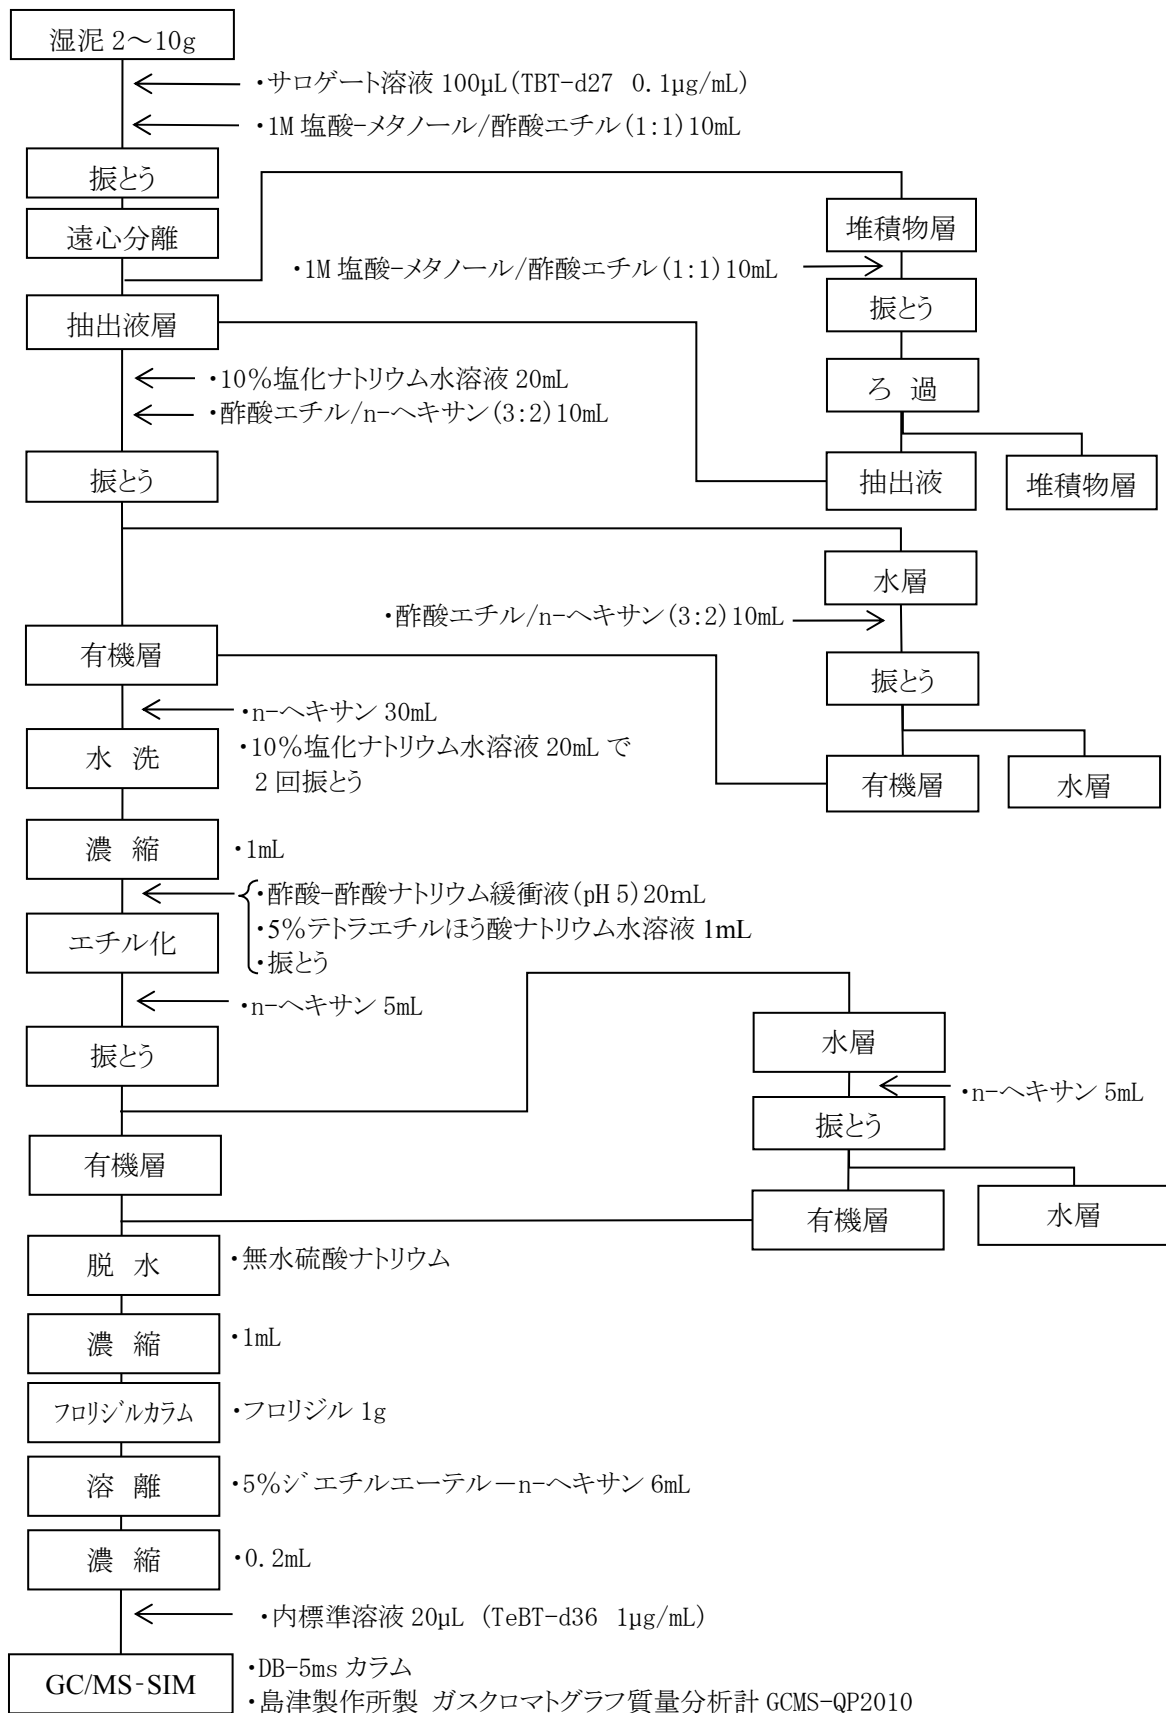 湿泥 2～10g
・サロゲート溶液 100μL(TBT-d27 0.1μg/mL)
・1M 塩酸-メタノール/酢酸エチル(1:1)10mL
振とう
遠心分離
堆積物層
・1M 塩酸-メタノール/酢酸エチル(1:1)10mL
振とう
抽出液層
ろ 過
・10％塩化ナトリウム水溶液 20mL
・酢酸エチル/n-ヘキサン(3:2)10mL
振とう
抽出液
堆積物層
水層
・酢酸エチル/n-ヘキサン(3:2)10mL
有機層
振とう
・n-ヘキサン 30mL
水 洗
・10％塩化ナトリウム水溶液 20mL で
2 回振とう
有機層
水層
濃 縮
・1mL
・酢酸-酢酸ナトリウム緩衝液(pH 5)20mL
・5％テトラエチルほう酸ナトリウム水溶液 1mL
・振とう
エチル化
・n-ヘキサン 5mL
振とう
水層
・n-ヘキサン 5mL
振とう
有機層
有機層
水層
脱 水
・無水硫酸ナトリウム
濃 縮
・1mL
フロリジルカラム
・フロリジル 1g
溶 離
・5％ジエチルエーテル－n-ヘキサン 6mL
濃 縮
・0.2mL
・内標準溶液 20μL (TeBT-d36 1μg/mL)
GC/MS-SIM
・DB-5ms カラム
・島津製作所製 ガスクロマトグラフ質量分析計 GCMS-QP2010